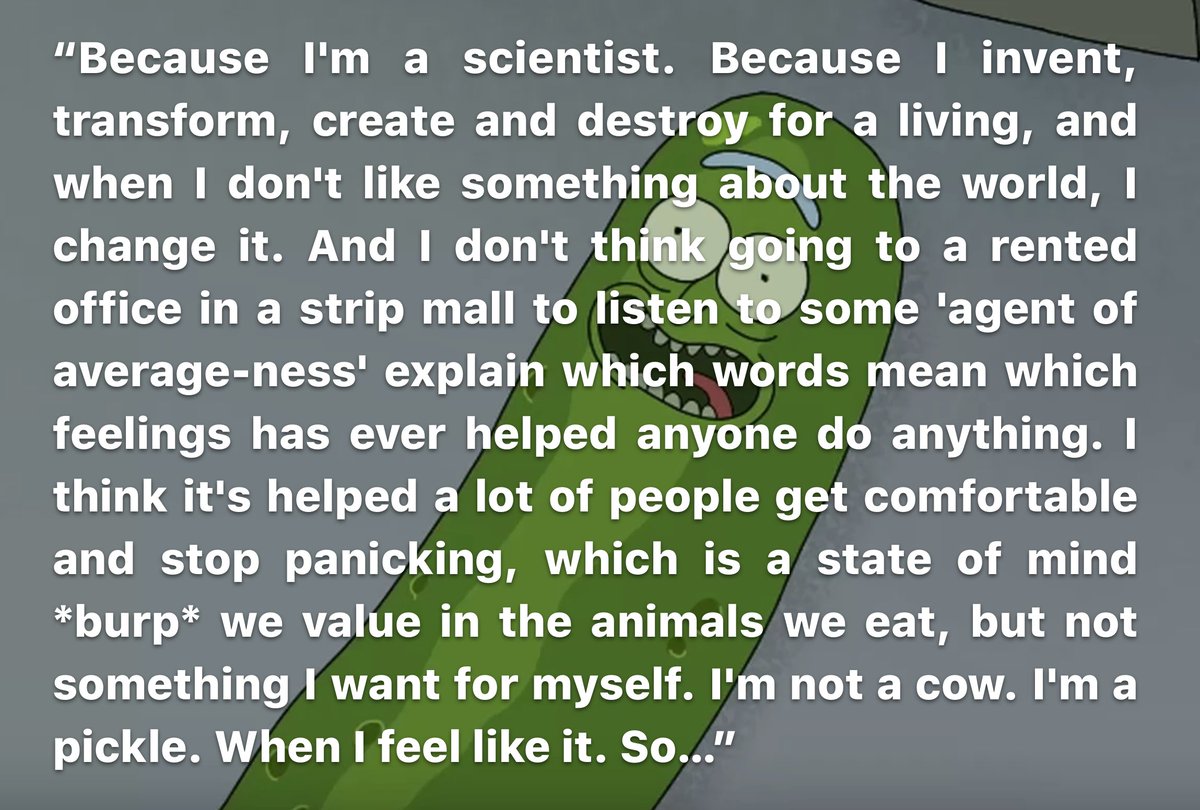 “Because I'm a scientist. Because I invent,
transform, create and destroy for a living, and
when I don't like something about the world, I
change it. And I don't think going to a rented
office in a strip mall to listen to some 'agent of
average-ness' explain which words mean which
feelings has ever helped anyone do anything. I
think it's helped a lot of people get comfortable
and stop panicking, which is a state of mind
*burp* we value in the animals we eat, but not
something I want for myself. I'm not a cow. I'm a
pickle. When I feel like it. So...”